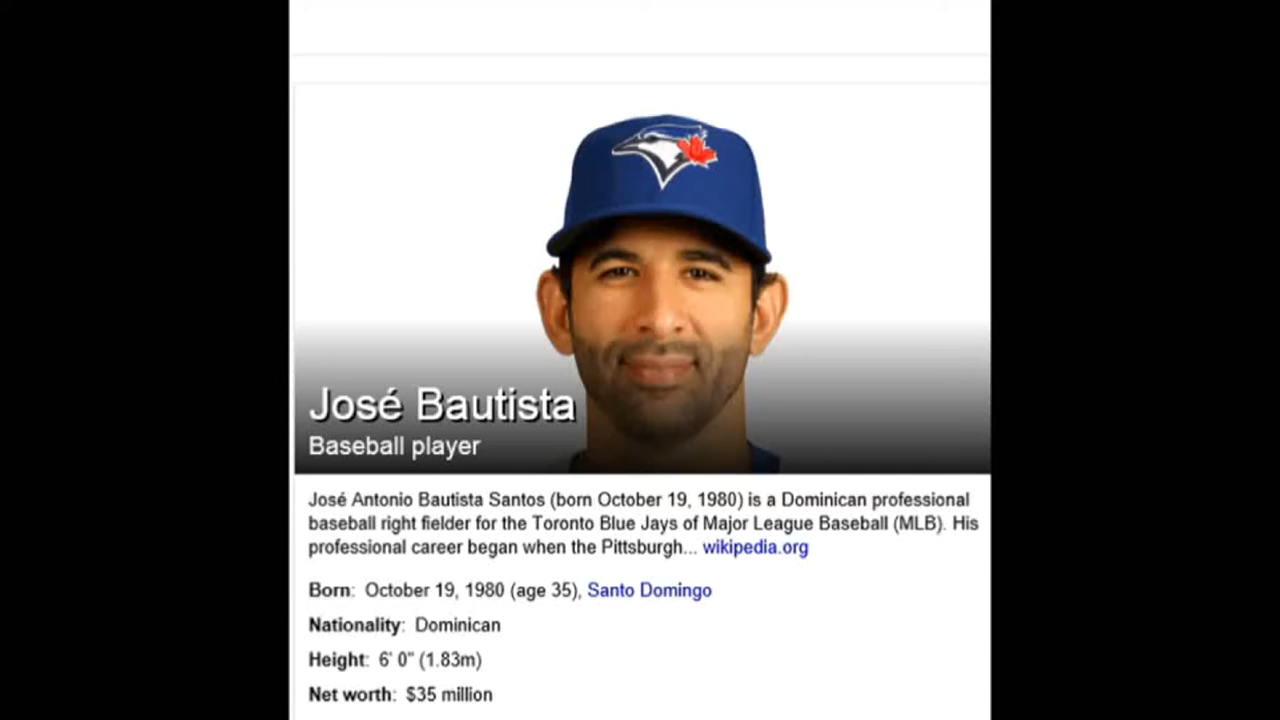 José Bautista
Baseball player
José Antonio Bautista Santos (born October 19, 1980) is a Dominican professional
baseball right fielder for the Toronto Blue Jays of Major League Baseball (MLB). His
professional career began when the Pittsburgh... wikipedia.org
Born: October 19, 1980 (age 35), Santo Domingo
Nationality: Dominican
Height: 6' 0" (1.83m)
Net worth: $35 million